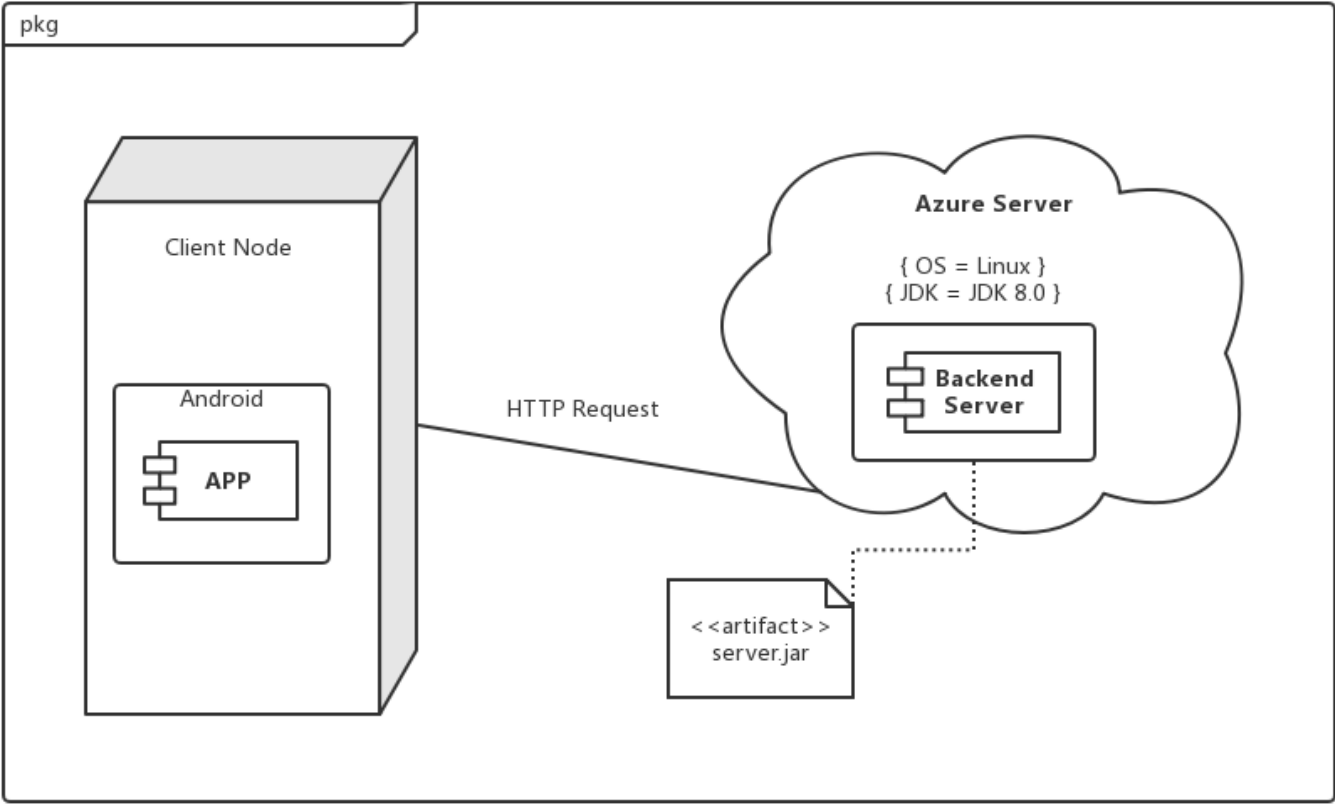 pkg
Client Node
Android
APP
HTTP Request
Azure Server
{ OS = Linux }
{ JDK = JDK 8.0 }
Backend
Server
<<artifact>>
server.jar